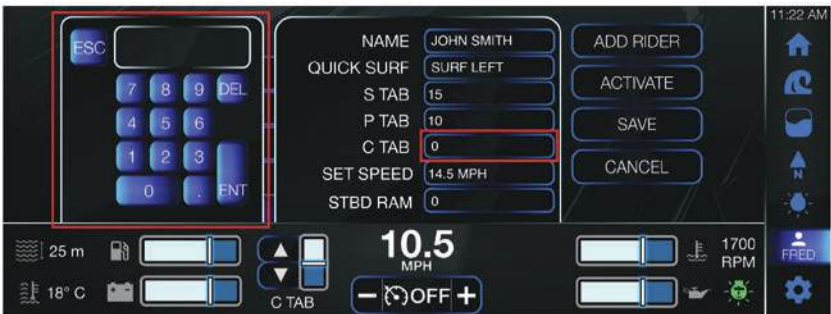 11:22 AM
ESC
7 8 9 DEL
4 5 6
1 2 3
0 . ENT
NAME JOHN SMITH
QUICK SURF SURF LEFT
S TAB 15
P TAB 10
C TAB 0
SET SPEED 14.5 MPH
STBD RAM 0
ADD RIDER
ACTIVATE
SAVE
CANCEL
N
FRED
25 m
18° C
C TAB
10.5
MPH
− OFF +
1700
RPM